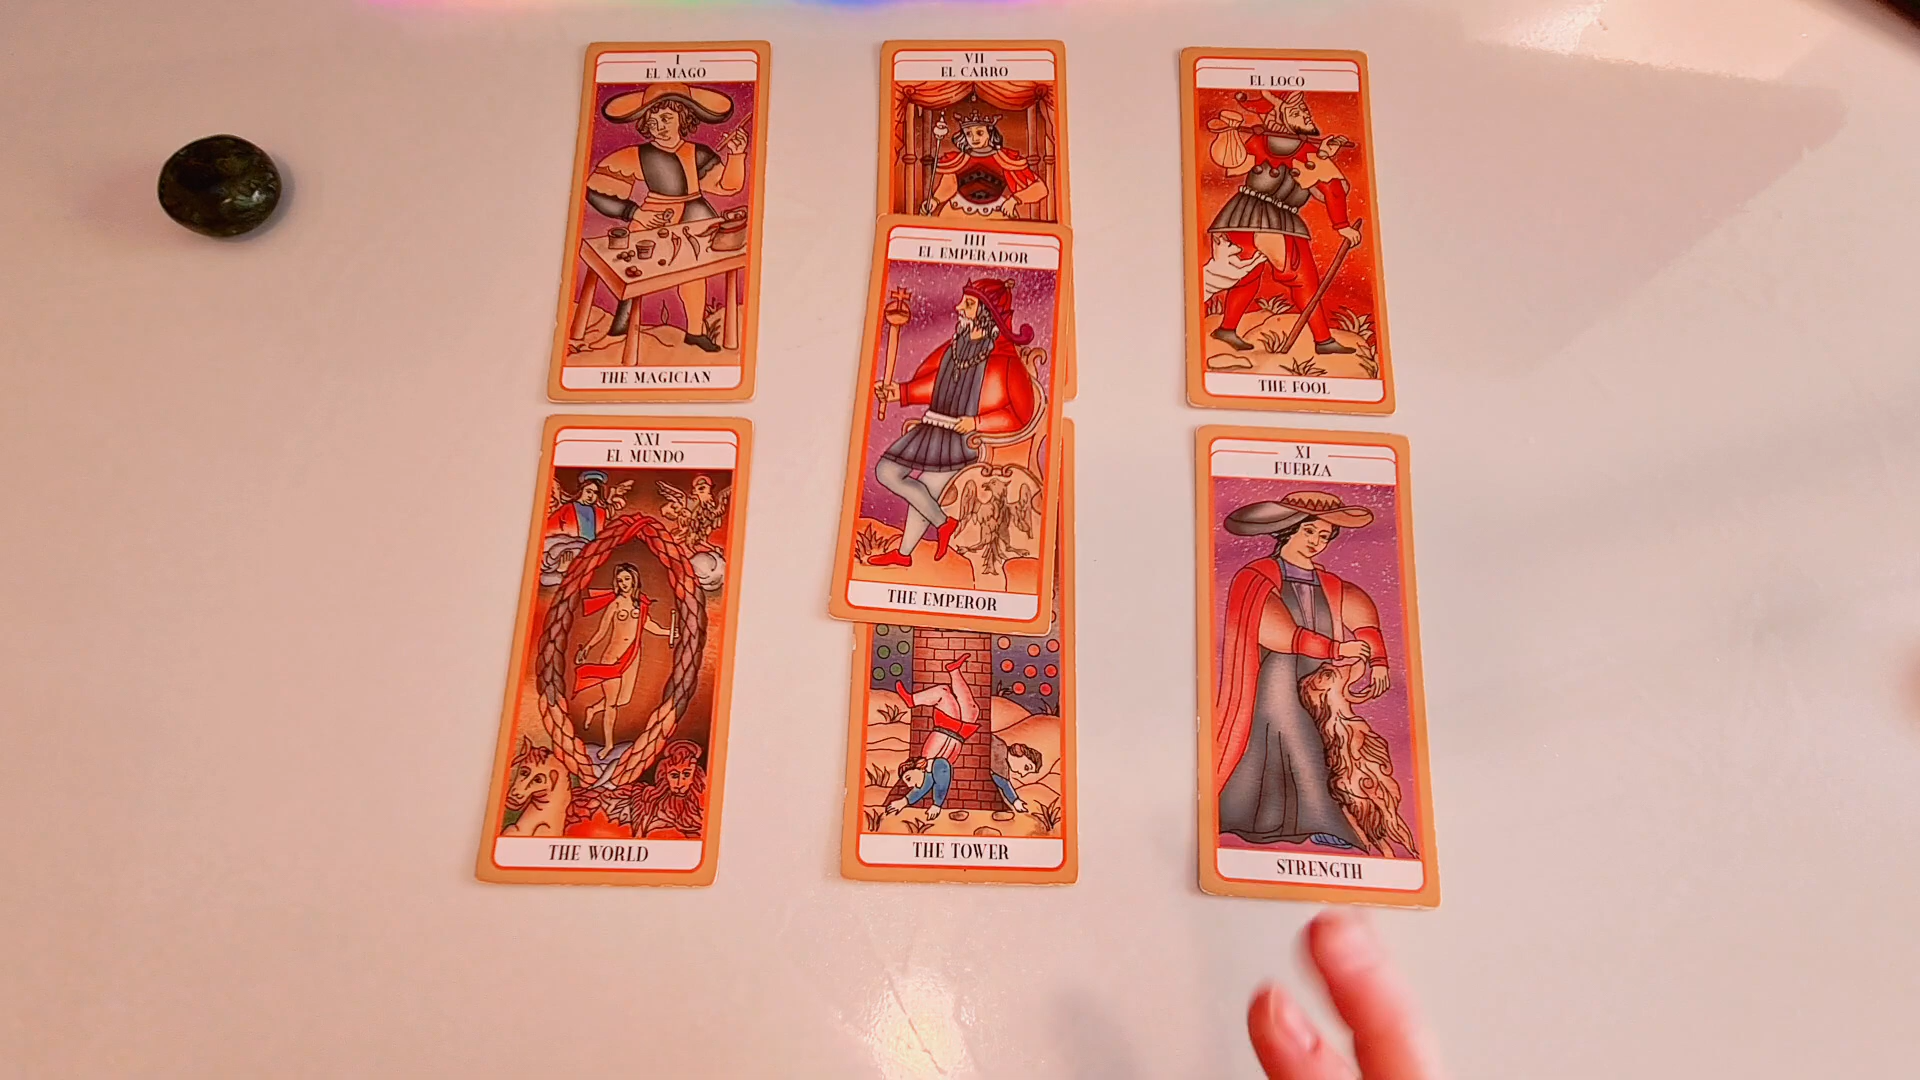 I
EL MAGO
THE MAGICIAN
VII
EL CARRO
EL LOCO
THE FOOL
IIII
EL EMPERADOR
THE EMPEROR
XXI
EL MUNDO
THE WORLD
THE TOWER
XI
FUERZA
STRENGTH